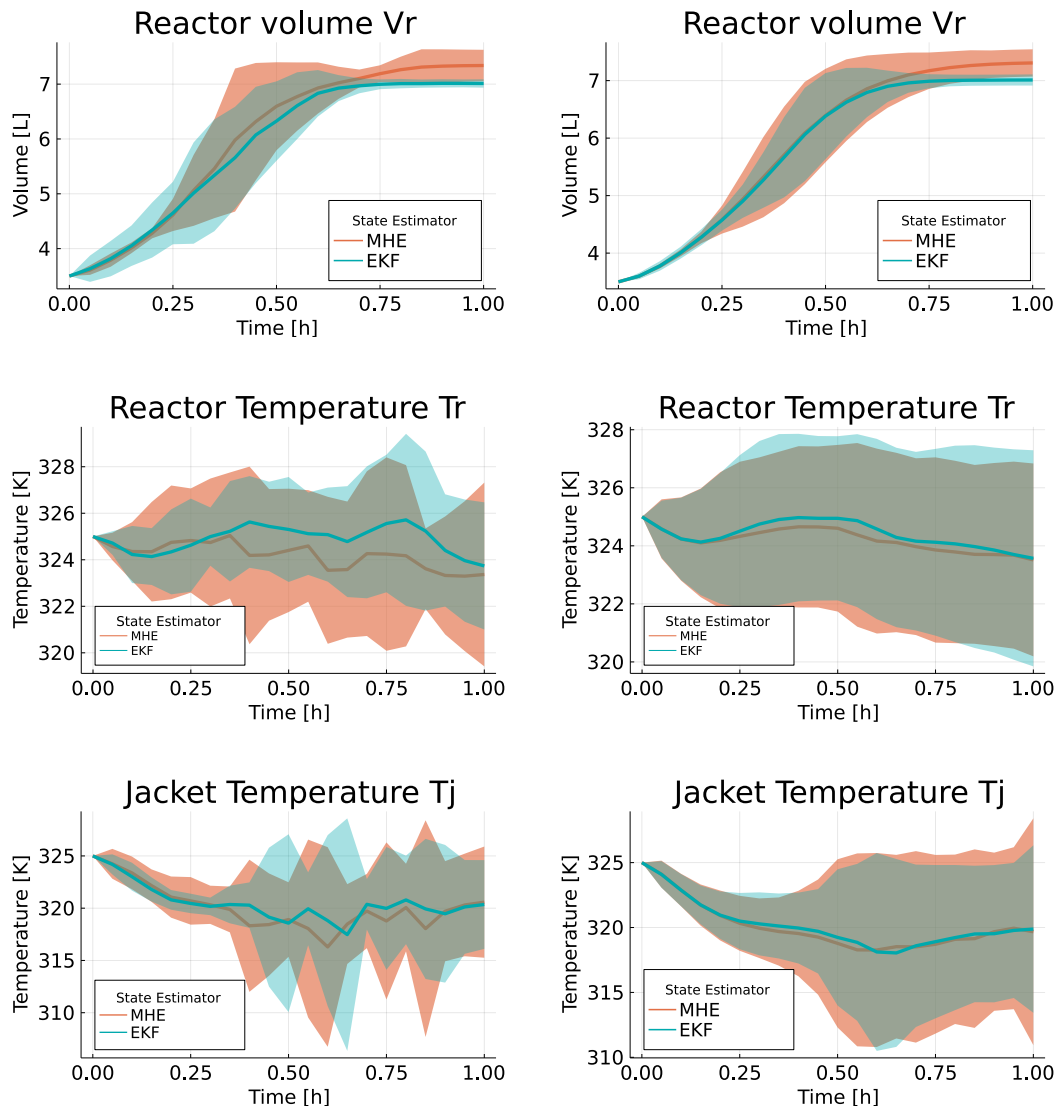 Reactor volume Vr
Volume [L]
7
6
5
4
State Estimator
MHE
EKF
0.00 0.25 0.50 0.75 1.00
Time [h]
Reactor volume Vr
Volume [L]
7
6
5
4
State Estimator
MHE
EKF
0.00 0.25 0.50 0.75 1.00
Time [h]
Reactor Temperature Tr
Temperature [K]
328
326
324
322
320
State Estimator
MHE
EKF
0.00 0.25 0.50 0.75 1.00
Time [h]
Reactor Temperature Tr
Temperature [K]
328
326
324
322
320
State Estimator
MHE
EKF
0.00 0.25 0.50 0.75 1.00
Time [h]
Jacket Temperature Tj
Temperature [K]
325
320
315
310
State Estimator
MHE
EKF
0.00 0.25 0.50 0.75 1.00
Time [h]
Jacket Temperature Tj
Temperature [K]
325
320
315
310
State Estimator
MHE
EKF
0.00 0.25 0.50 0.75 1.00
Time [h]